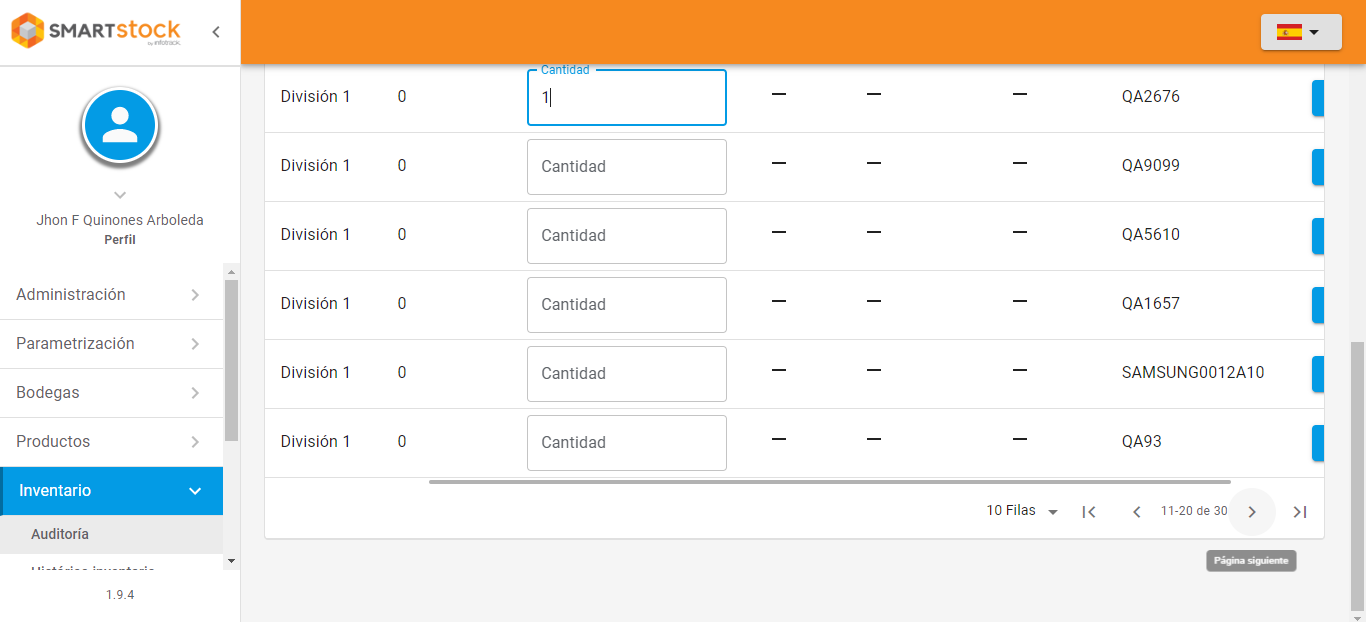 SMARTstock
by infotrack.
Jhon F Quinones Arboleda
Perfil
Administración
Parametrización
Bodegas
Productos
Inventario
Auditoría
Histórico inventario
1.9.4
Cantidad
División 1 0 1 — — — QA2676
División 1 0 Cantidad — — — QA9099
División 1 0 Cantidad — — — QA5610
División 1 0 Cantidad — — — QA1657
División 1 0 Cantidad — — — SAMSUNG0012A10
División 1 0 Cantidad — — — QA93
10 Filas 11-20 de 30
Página siguiente